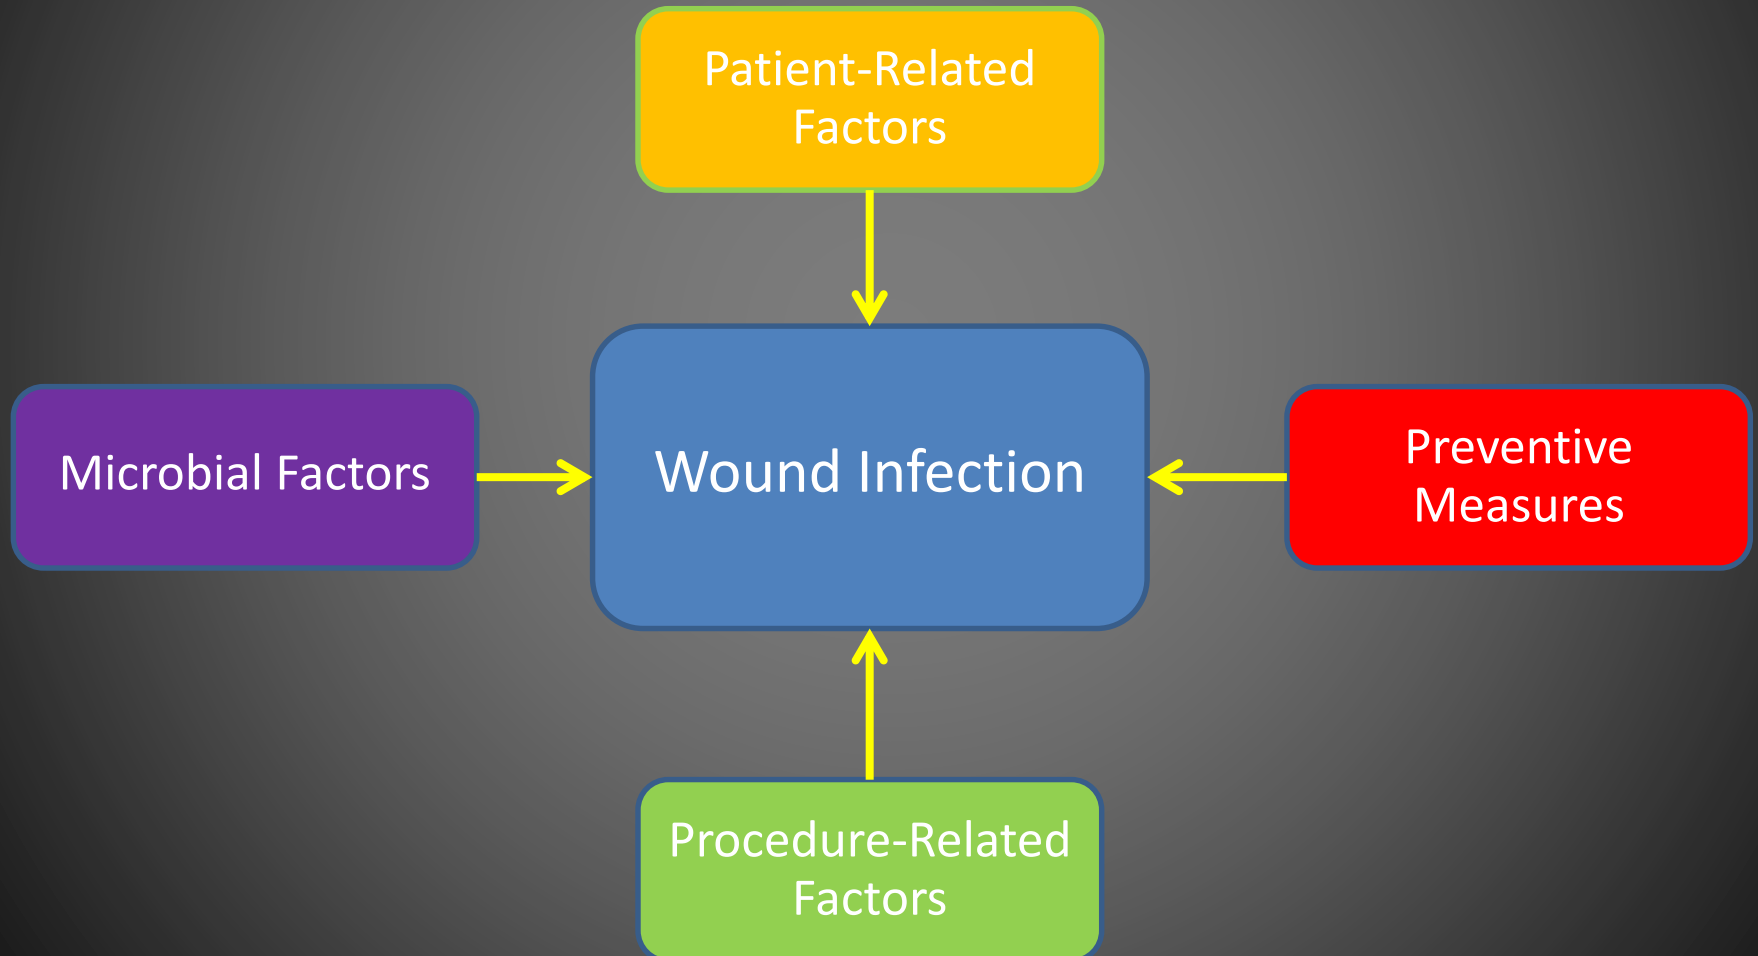 Patient-Related
Factors
Microbial Factors
Wound Infection
Preventive
Measures
Procedure-Related
Factors